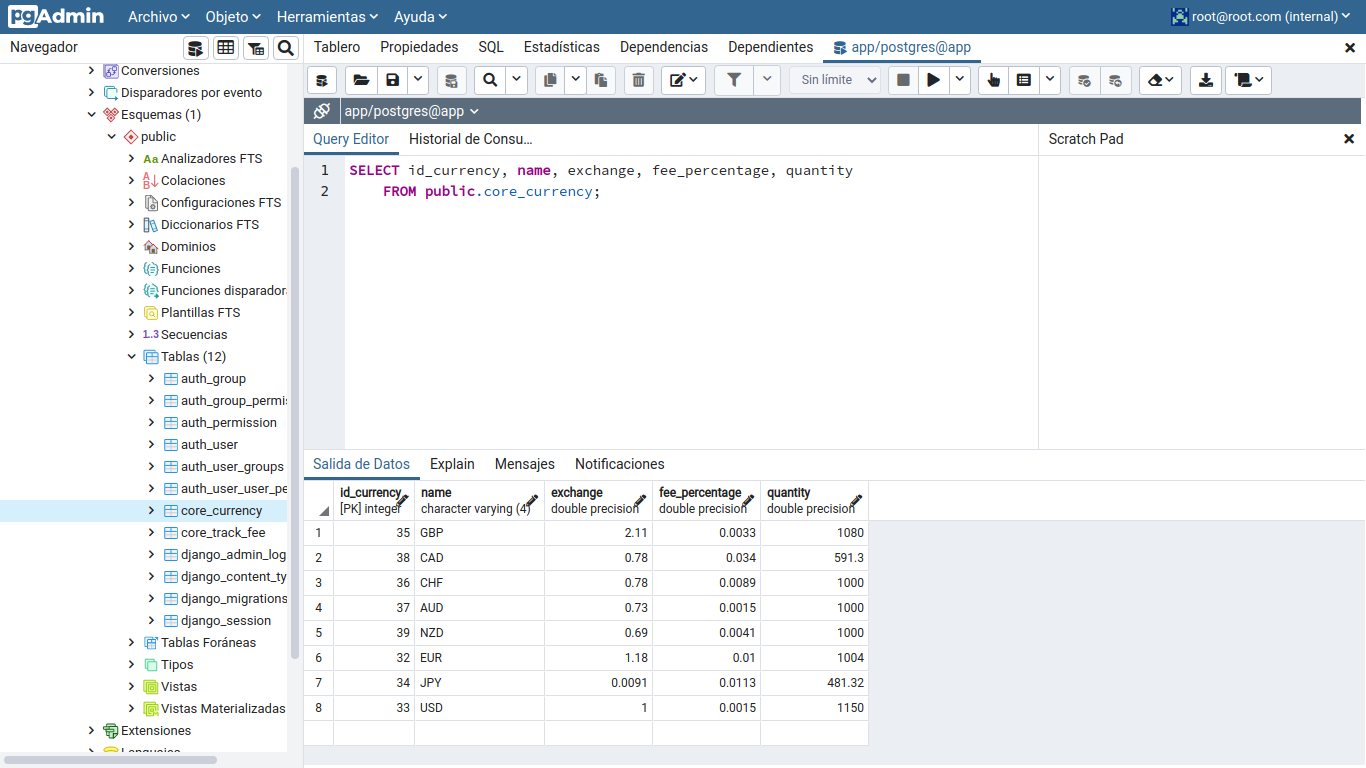 pgAdmin Archivo Objeto Herramientas Ayuda root@root.com (internal)
Navegador
Tablero Propiedades SQL Estadísticas Dependencias Dependientes app/postgres@app
Sin límite
app/postgres@app
Query Editor Historial de Consu...
Scratch Pad
1 SELECT id_currency, name, exchange, fee_percentage, quantity
2 FROM public.core_currency;
Conversiones
Disparadores por evento
Esquemas (1)
public
Aa Analizadores FTS
Colaciones
Configuraciones FTS
Diccionarios FTS
Dominios
Funciones
Funciones disparador
Plantillas FTS
1..3 Secuencias
Tablas (12)
auth_group
auth_group_permi
auth_permission
auth_user
auth_user_groups
auth_user_user_pe
core_currency
core_track_fee
django_admin_log
django_content_ty
django_migrations
django_session
Tablas Foráneas
Tipos
Vistas
Vistas Materializadas
Extensiones
Salida de Datos Explain Mensajes Notificaciones
id_currency name exchange fee_percentage quantity
[PK] integer character varying (4) double precision double precision double precision
1 35 GBP 2.11 0.0033 1080
2 38 CAD 0.78 0.034 591.3
3 36 CHF 0.78 0.0089 1000
4 37 AUD 0.73 0.0015 1000
5 39 NZD 0.69 0.0041 1000
6 32 EUR 1.18 0.01 1004
7 34 JPY 0.0091 0.0113 481.32
8 33 USD 1 0.0015 1150